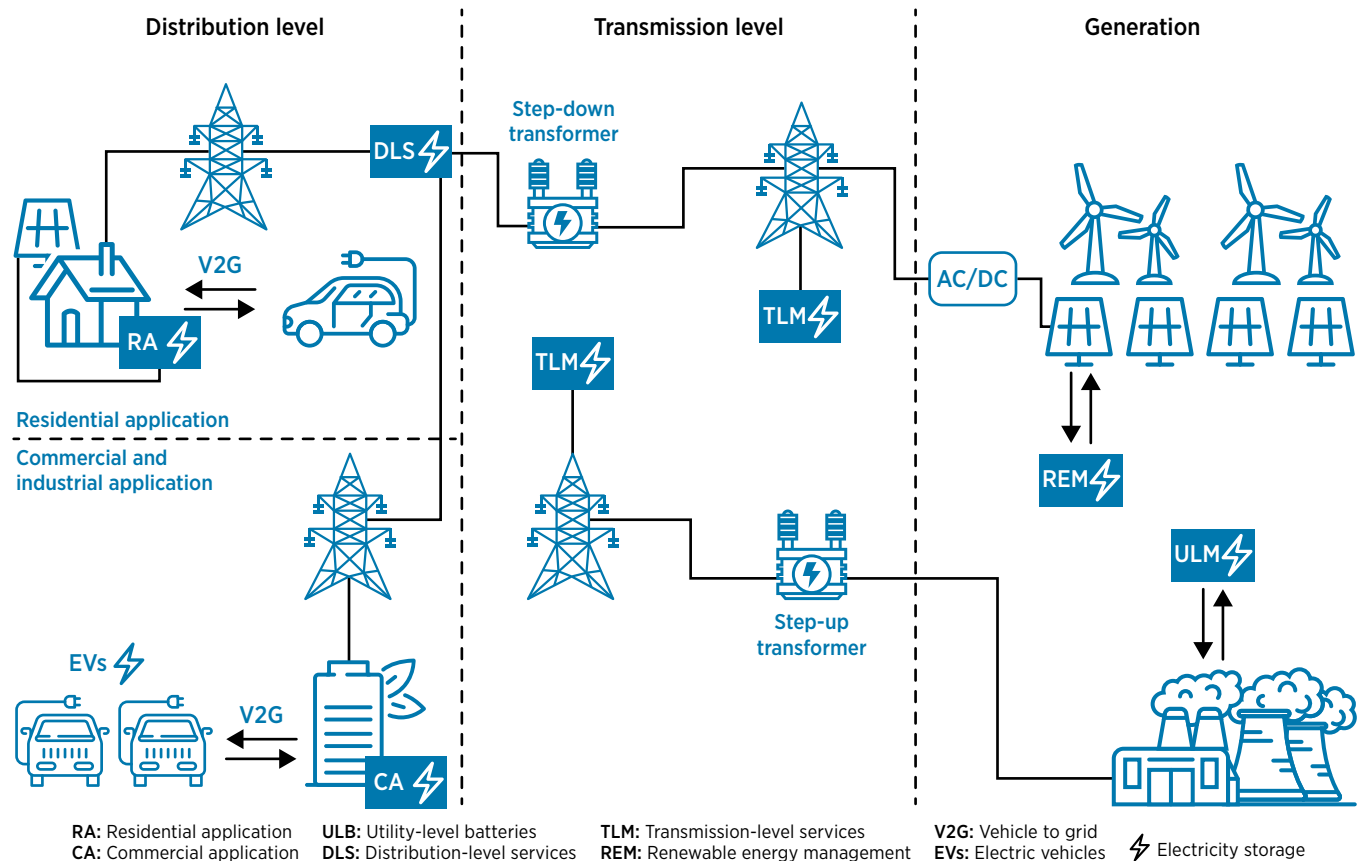 Distribution level
Transmission level
Generation
Step-down
transformer
DLS
V2G
RA
TLM
AC/DC
TLM
REM
Residential application
Commercial and
industrial application
ULM
Step-up
transformer
EVs
V2G
CA
RA: Residential application
ULB: Utility-level batteries
TLM: Transmission-level services
V2G: Vehicle to grid
CA: Commercial application
DLS: Distribution-level services
REM: Renewable energy management
EVs: Electric vehicles
Electricity storage